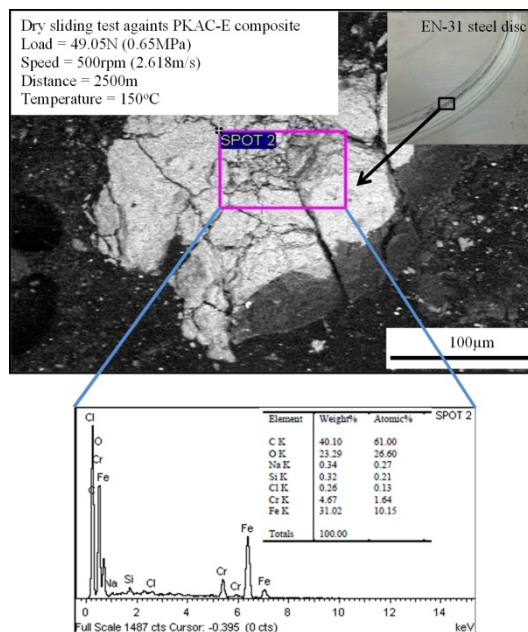 Dry sliding test againts PKAC-E composite
Load = 49.05N (0.65MPa)
Speed = 500rpm (2.618m/s)
Distance = 2500m
Temperature = 150°C
EN-31 steel disc
SPOT 2
100µm
SPOT 2
Element Weight% Atomic%
C K 40.10 61.00
O K 23.29 26.60
Na K 0.34 0.27
Si K 0.32 0.21
Cl K 0.26 0.13
Cr K 4.67 1.64
Fe K 31.02 10.15
Totals 100.00
Cl
O
Cr
Fe
C
Na
Si
Cl
Cr
Cr
Fe
Fe
0 2 4 6 8 10 12 14
Full Scale 1487 cts Cursor: -0.395 (0 cts) keV